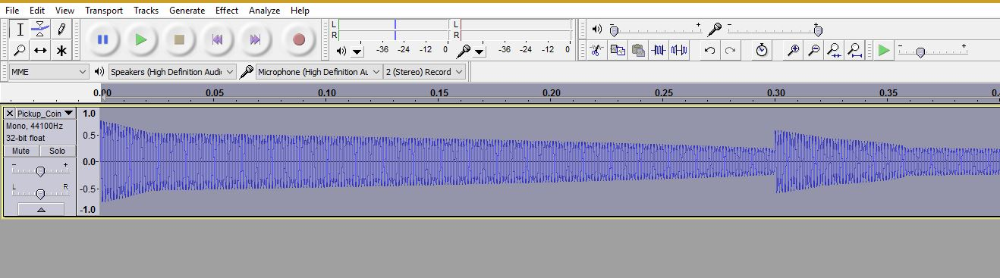 File Edit View Transport Tracks Generate Effect Analyze Help
L
R
-36 -24 -12 0
L
R
-36 -24 -12 0
- +
- +
- +
MME Speakers (High Definition Audic Microphone (High Definition Au 2 (Stereo) Record
0.00 0.05 0.10 0.15 0.20 0.25 0.30 0.35
Pickup_Coin
Mono, 44100Hz
32-bit float
Mute Solo
- +
L R
1.0
0.5
0.0
-0.5
-1.0